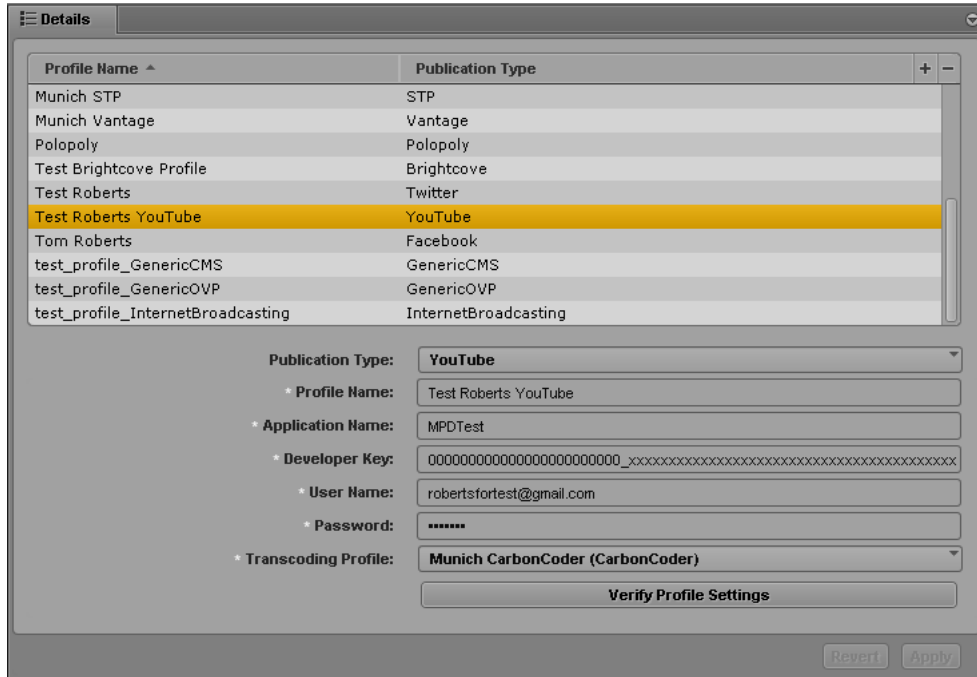 Details
Profile Name Publication Type + −
Munich STP STP
Munich Vantage Vantage
Polopoly Polopoly
Test Brightcove Profile Brightcove
Test Roberts Twitter
Test Roberts YouTube YouTube
Tom Roberts Facebook
test_profile_GenericCMS GenericCMS
test_profile_GenericOVP GenericOVP
test_profile_InternetBroadcasting InternetBroadcasting
Publication Type: YouTube
* Profile Name: Test Roberts YouTube
* Application Name: MPDTest
* Developer Key:
* User Name: robertsfortest@gmail.com
* Password: •••••••
* Transcoding Profile: Munich CarbonCoder (CarbonCoder)
Verify Profile Settings
Revert Apply